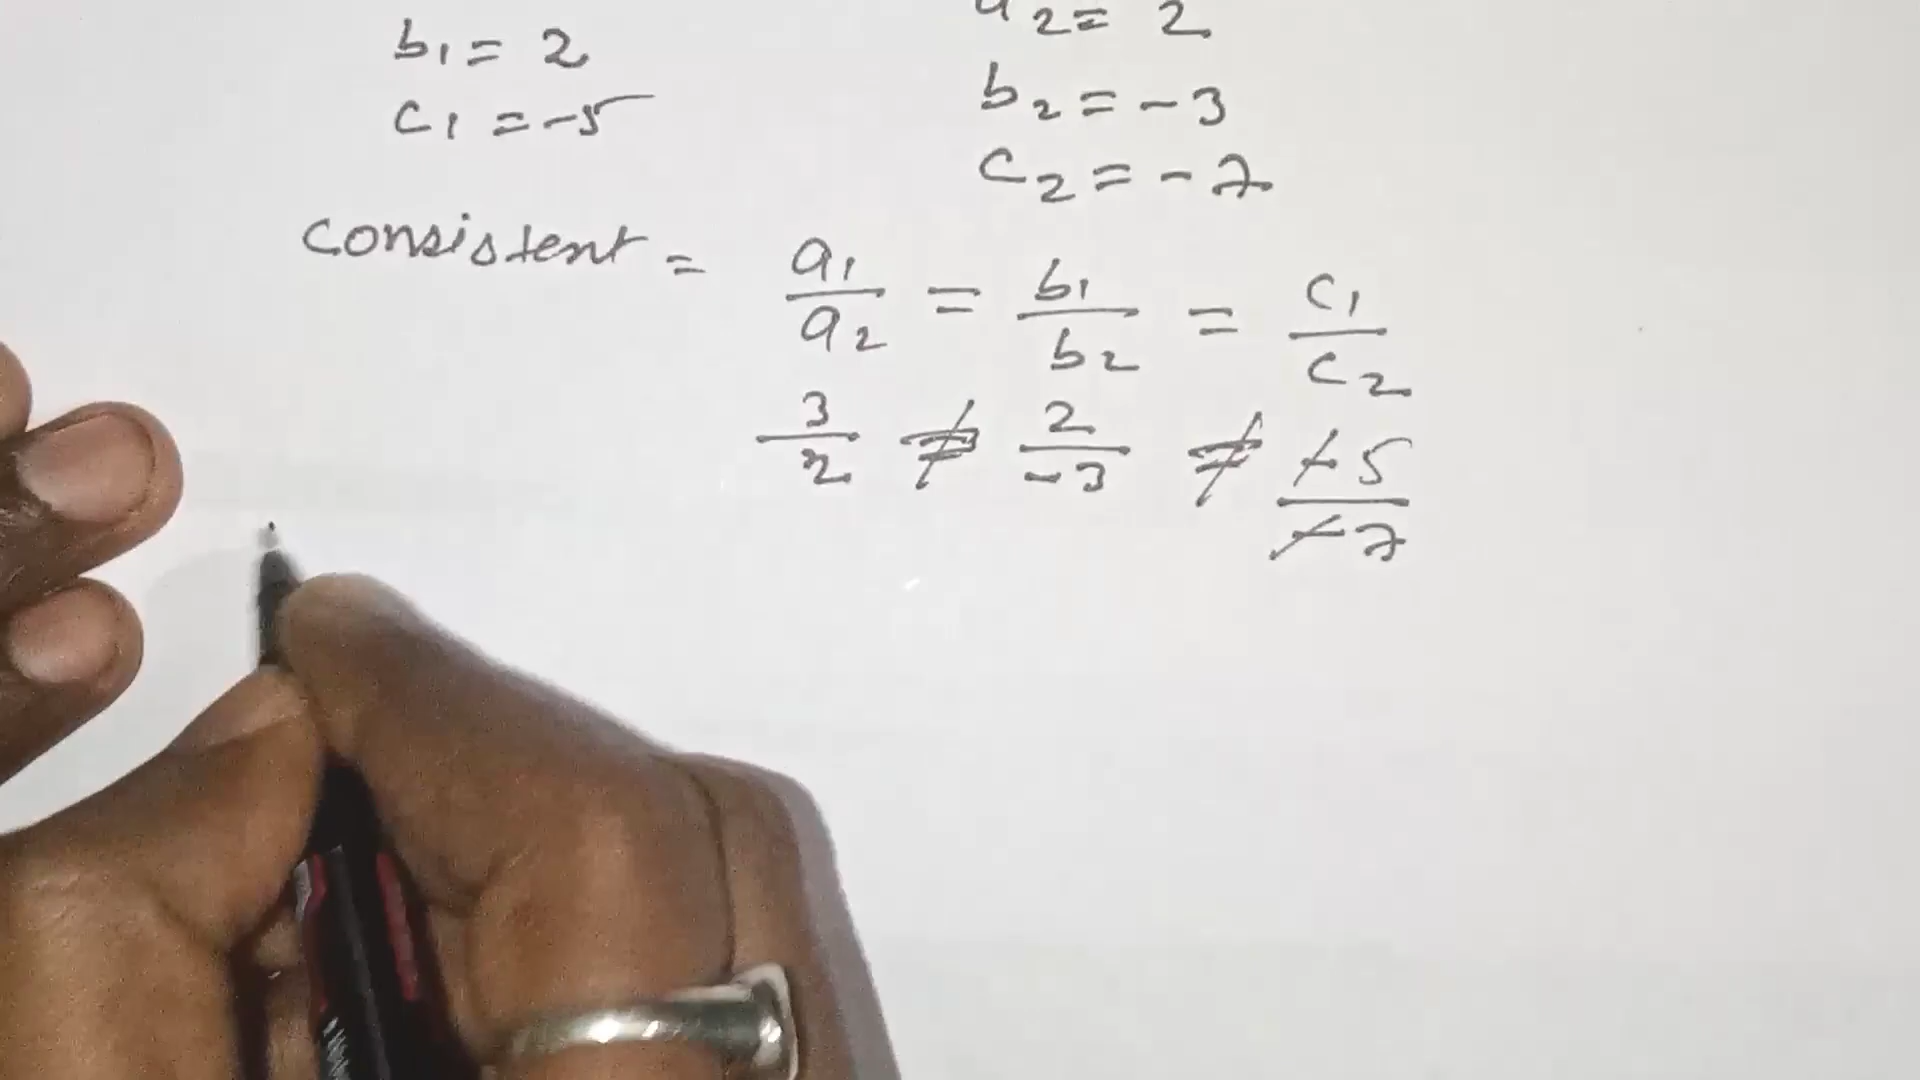 b₁ = 2
c₁ = -5
a₂ = 2
b₂ = -3
c₂ = -7
consistent = a₁/a₂ = b₁/b₂ = c₁/c₂
3/2 ≠ 2/-3 ≠ -5/-7